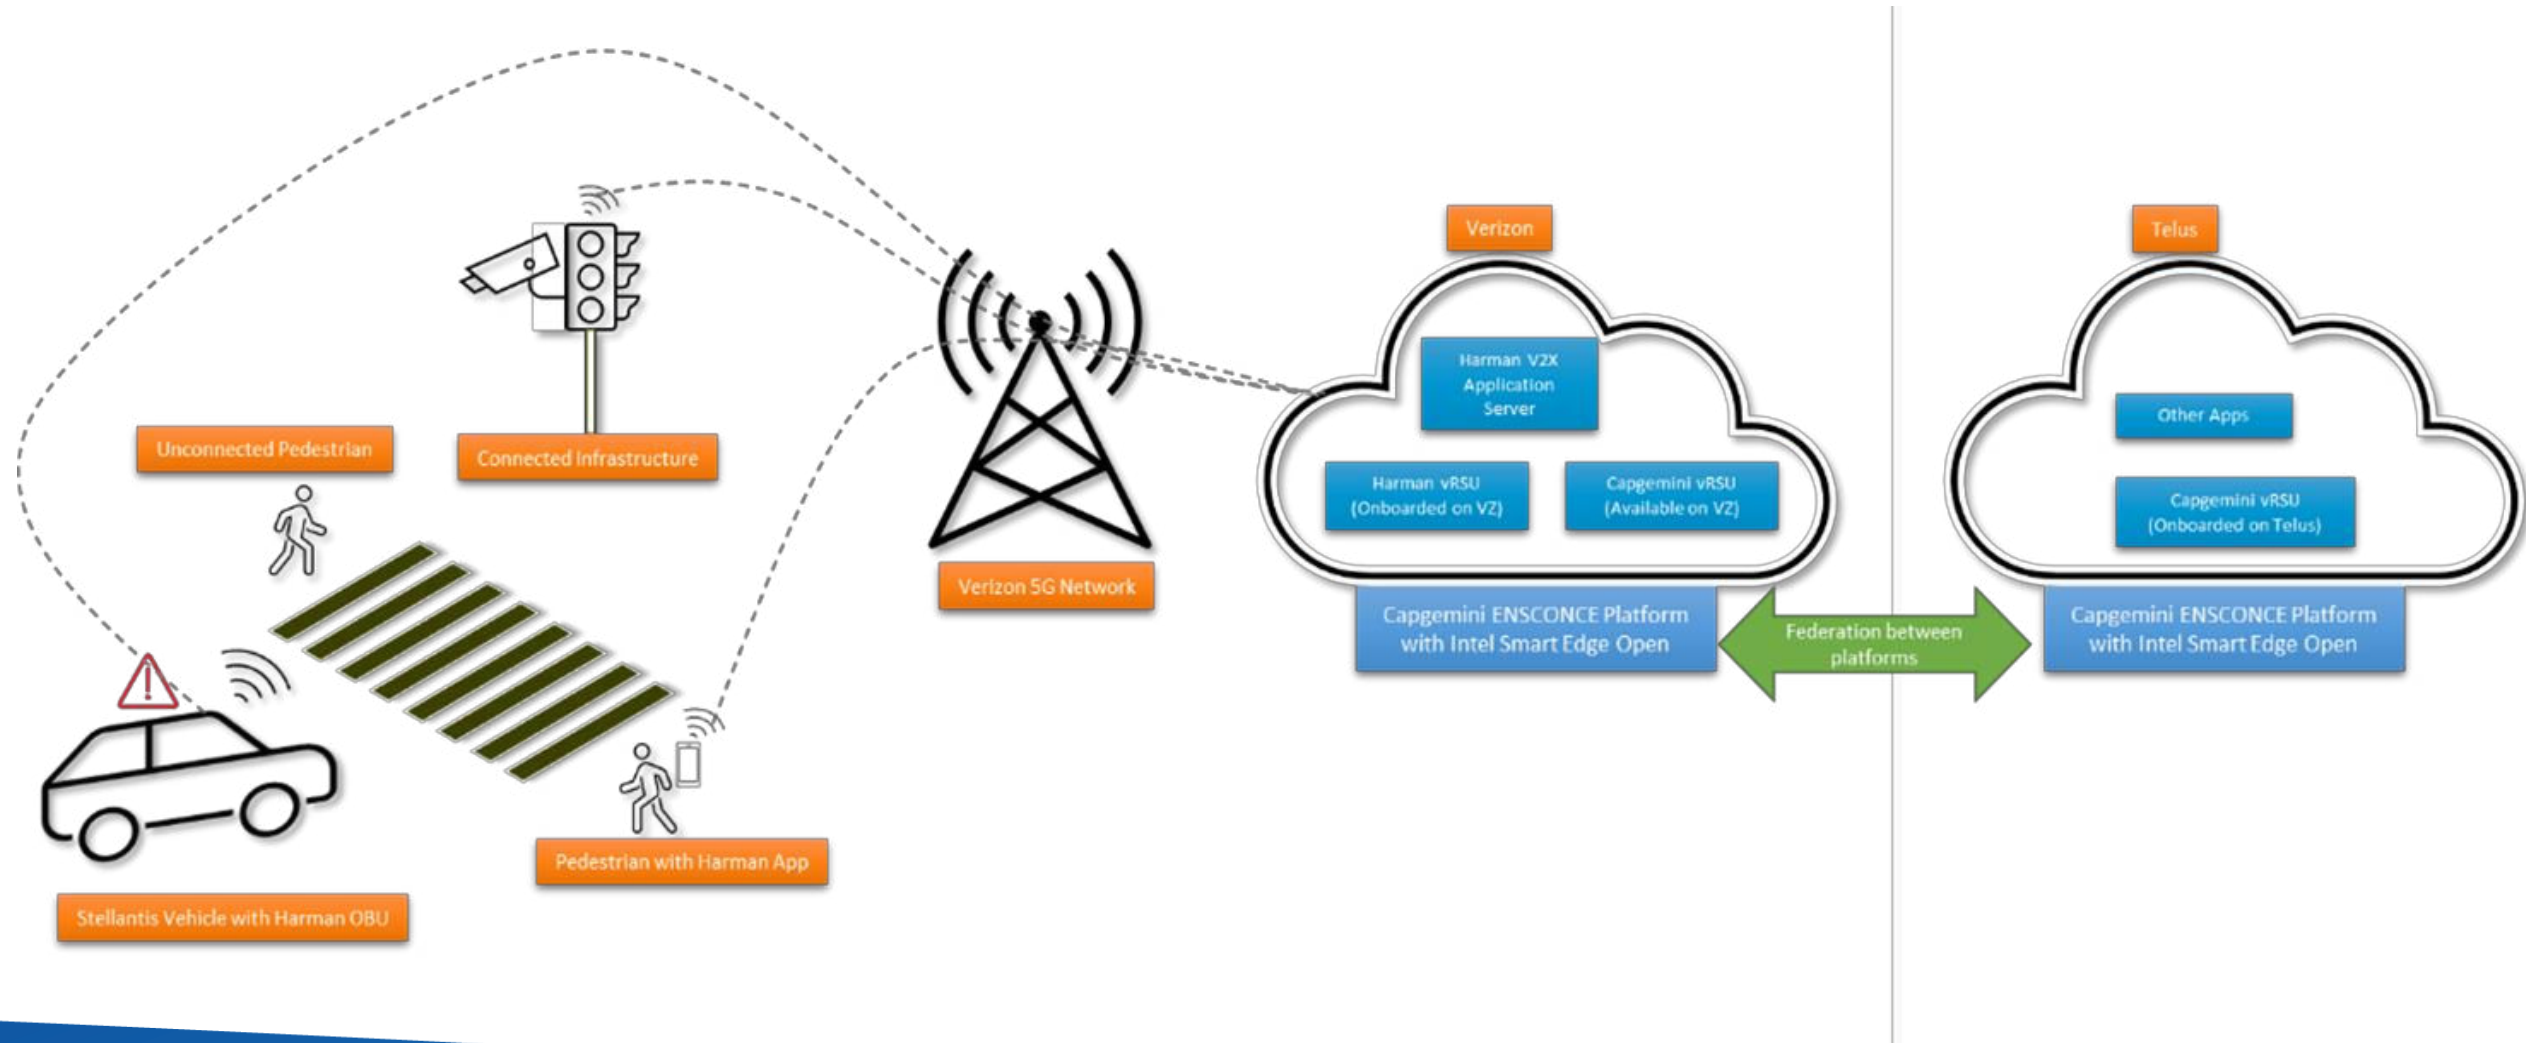 Verizon
Telus
Harman V2X
Application
Server
Other Apps
Unconnected Pedestrian
Connected Infrastructure
Harman vRSU
(Onboarded on VZ)
Capgemini vRSU
(Available on VZ)
Capgemini vRSU
(Onboarded on Telus)
Verizon 5G Network
Capgemini ENSCONCE Platform
with Intel Smart Edge Open
Federation between
platforms
Capgemini ENSCONCE Platform
with Intel Smart Edge Open
Pedestrian with Harman App
Stellantis Vehicle with Harman OBU